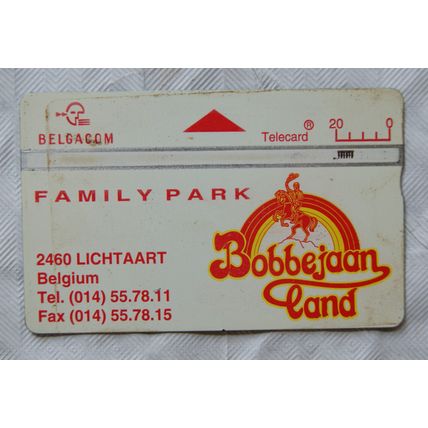 BELGACOM
Telecard ® 20 0
FAMILY PARK
Bobbejaan
land
2460 LICHTAART
Belgium
Tel. (014) 55.78.11
Fax (014) 55.78.15